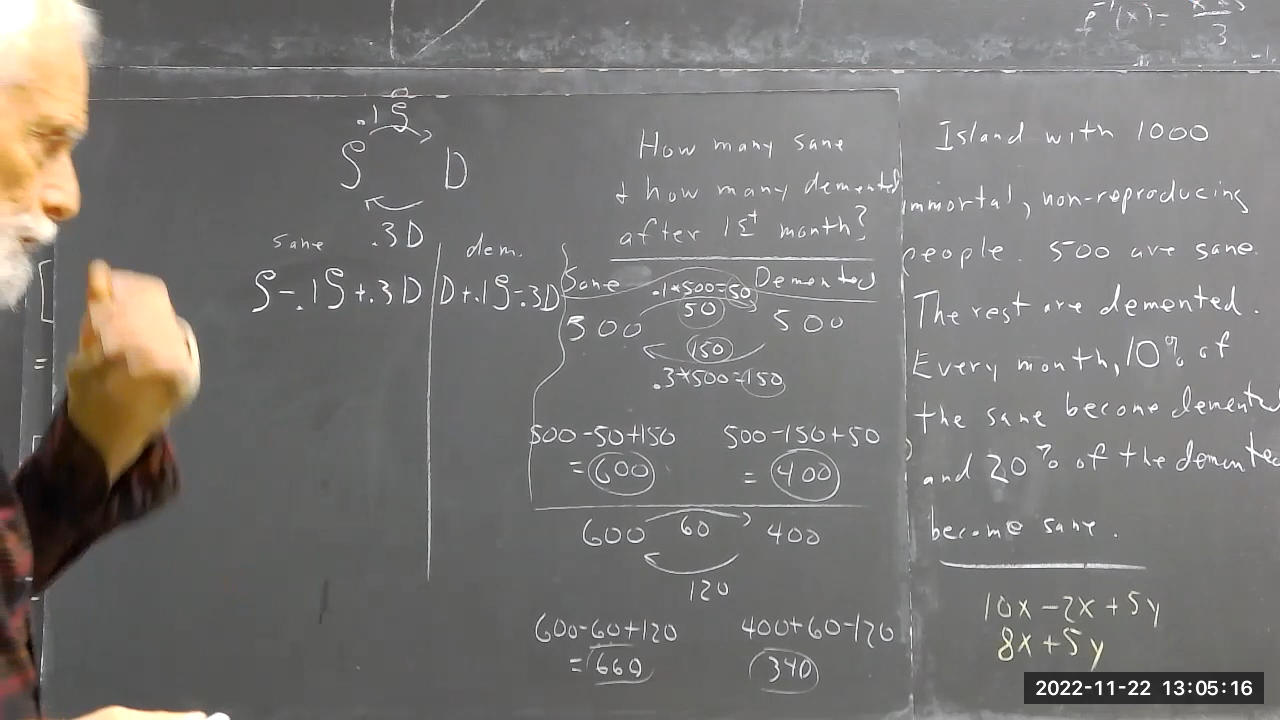 f⁻¹(x) =
3
.1S
S D
.3D
sane dem.
S-.1S+.3D D+.1S-.3D
How many sane
+ how many demented
after 1st month?
Sane Demented
.1*500=50
50
500 500
150
.3*500=150
500-50+150 500-150+50
=600 =400
600 60 400
120
600-60+120 400+60-120
=660 340
Island with 1000
immortal, non-reproducing
people. 500 are sane.
The rest are demented.
Every month, 10% of
the sane become demented
and 20% of the demented
become sane.
10x-2x+5y
8x+5y
2022-11-22 13:05:16